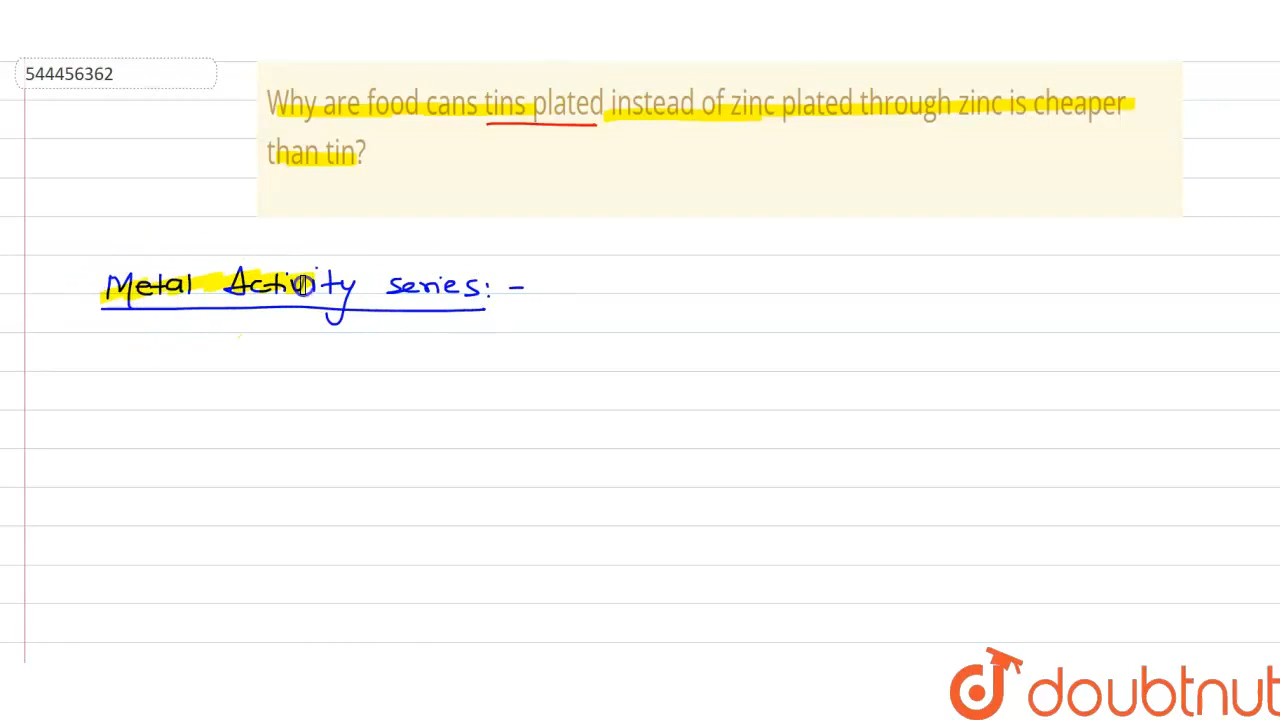 544456362
Why are food cans tins plated instead of zinc plated through zinc is cheaper
than tin?
Metal Activity series: -
doubtnut